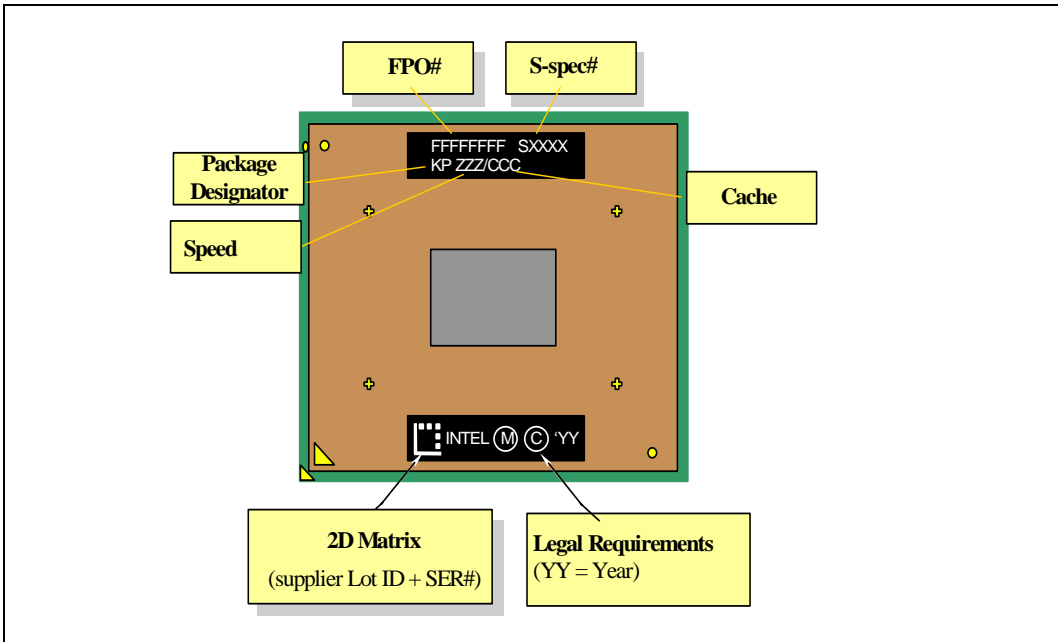 FPO#
S-spec#
FFFFFFFF SXXXX
KP ZZZ/CCC
Package
Designator
Cache
Speed
INTEL M C 'YY
2D Matrix
(supplier Lot ID + SER#)
Legal Requirements
(YY = Year)